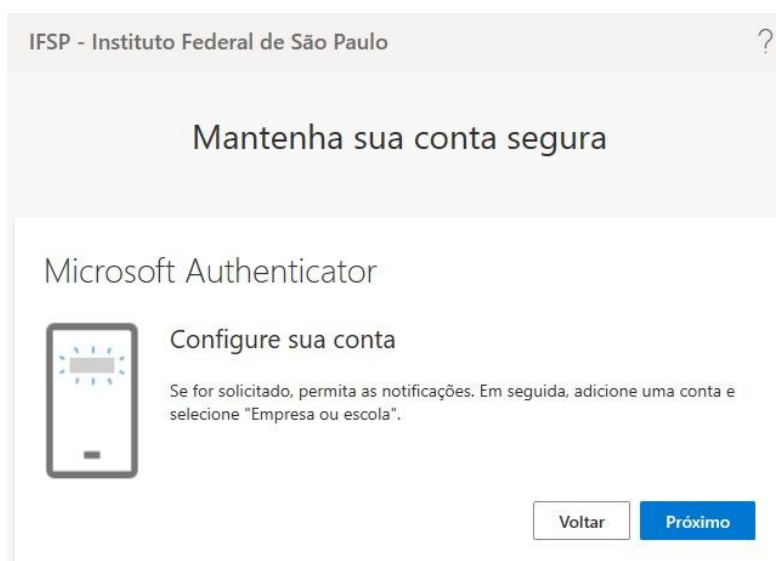 IFSP - Instituto Federal de São Paulo
?
Mantenha sua conta segura
Microsoft Authenticator
Configure sua conta
Se for solicitado, permita as notificações. Em seguida, adicione uma conta e
selecione "Empresa ou escola".
Voltar
Próximo